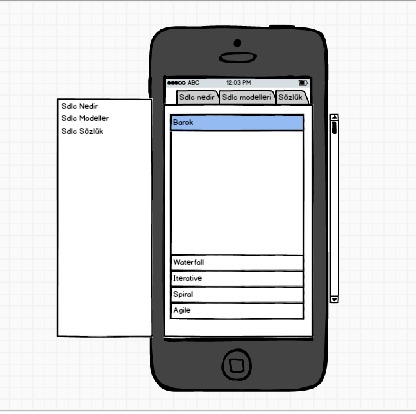 Sdlc Nedir
Sdlc Modeller
Sdlc Sözlük
ABC 12:03 PM
Sdlc nedir Sdlc modelleri Sözlük
Barok
Waterfall
Iterative
Spiral
Agile